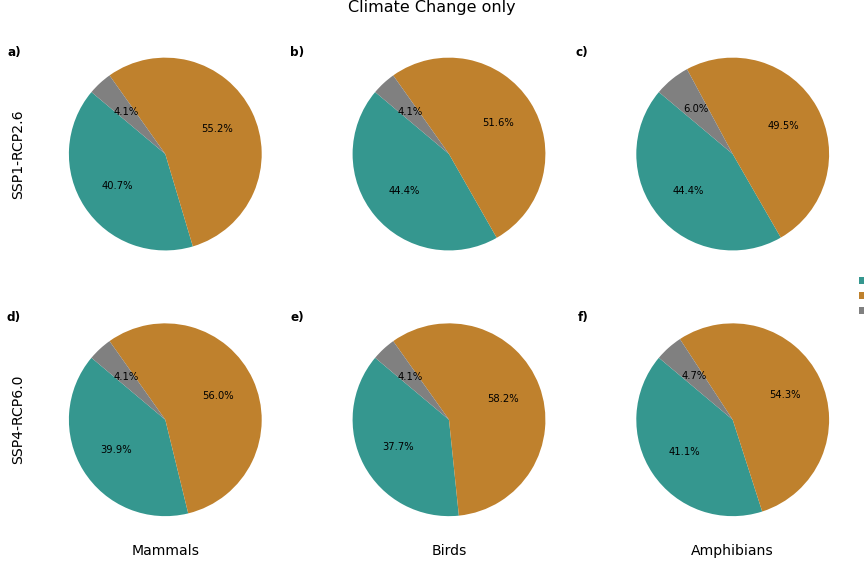 Climate Change only
a)
b)
c)
SSP1-RCP2.6
4.1%
55.2%
40.7%
4.1%
51.6%
44.4%
6.0%
49.5%
44.4%
d)
e)
f)
SSP4-RCP6.0
4.1%
56.0%
39.9%
4.1%
58.2%
37.7%
4.7%
54.3%
41.1%
Mammals
Birds
Amphibians